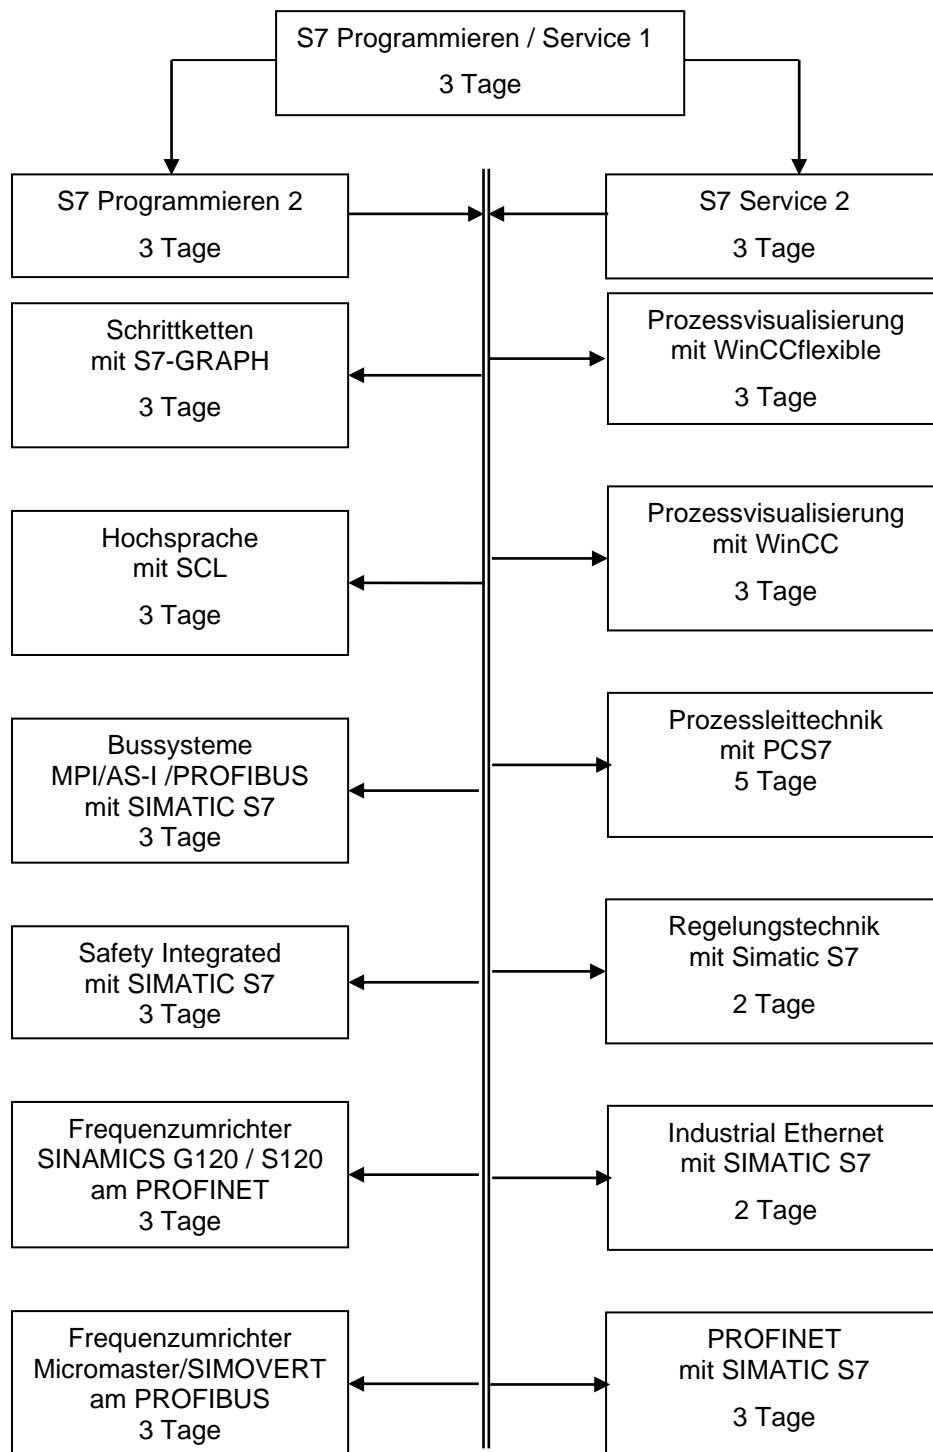 S7 Programmieren / Service 1
3 Tage
S7 Programmieren 2
3 Tage
S7 Service 2
3 Tage
Schrittketten
mit S7-GRAPH
3 Tage
Prozessvisualisierung
mit WinCCflexible
3 Tage
Hochsprache
mit SCL
3 Tage
Prozessvisualisierung
mit WinCC
3 Tage
Bussysteme
MPI/AS-I /PROFIBUS
mit SIMATIC S7
3 Tage
Prozessleittechnik
mit PCS7
5 Tage
Safety Integrated
mit SIMATIC S7
3 Tage
Regelungstechnik
mit Simatic S7
2 Tage
Frequenzumrichter
SINAMICS G120 / S120
am PROFINET
3 Tage
Industrial Ethernet
mit SIMATIC S7
2 Tage
Frequenzumrichter
Micromaster/SIMOVERT
am PROFIBUS
3 Tage
PROFINET
mit SIMATIC S7
3 Tage